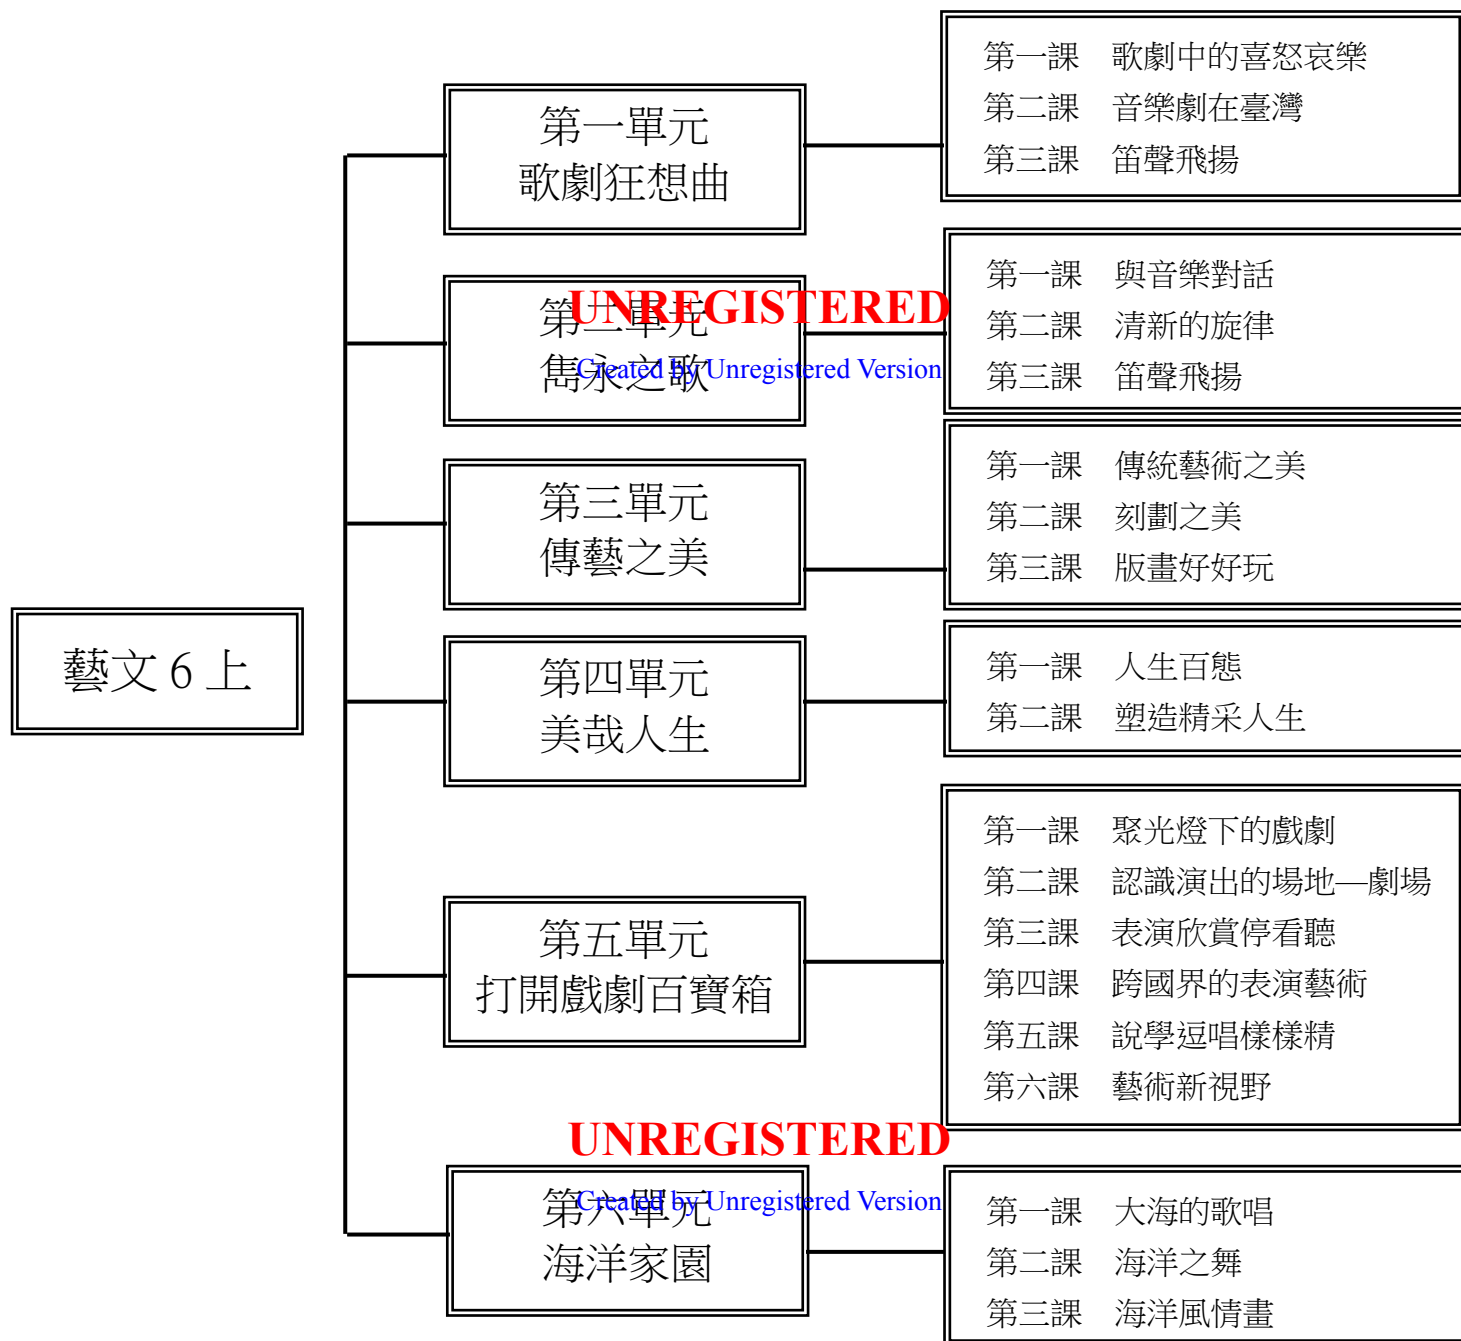 藝文 6 上
第一單元
歌劇狂想曲
第一課 歌劇中的喜怒哀樂
第二課 音樂劇在臺灣
第三課 笛聲飛揚
第二單元
雋永之歌
UNREGISTERED
Created by Unregistered Version
第一課 與音樂對話
第二課 清新的旋律
第三課 笛聲飛揚
第三單元
傳藝之美
第一課 傳統藝術之美
第二課 刻劃之美
第三課 版畫好好玩
第四單元
美哉人生
第一課 人生百態
第二課 塑造精采人生
第五單元
打開戲劇百寶箱
第一課 聚光燈下的戲劇
第二課 認識演出的場地—劇場
第三課 表演欣賞停看聽
第四課 跨國界的表演藝術
第五課 說學逗唱樣樣精
第六課 藝術新視野
UNREGISTERED
Created by Unregistered Version
第六單元
海洋家園
第一課 大海的歌唱
第二課 海洋之舞
第三課 海洋風情畫